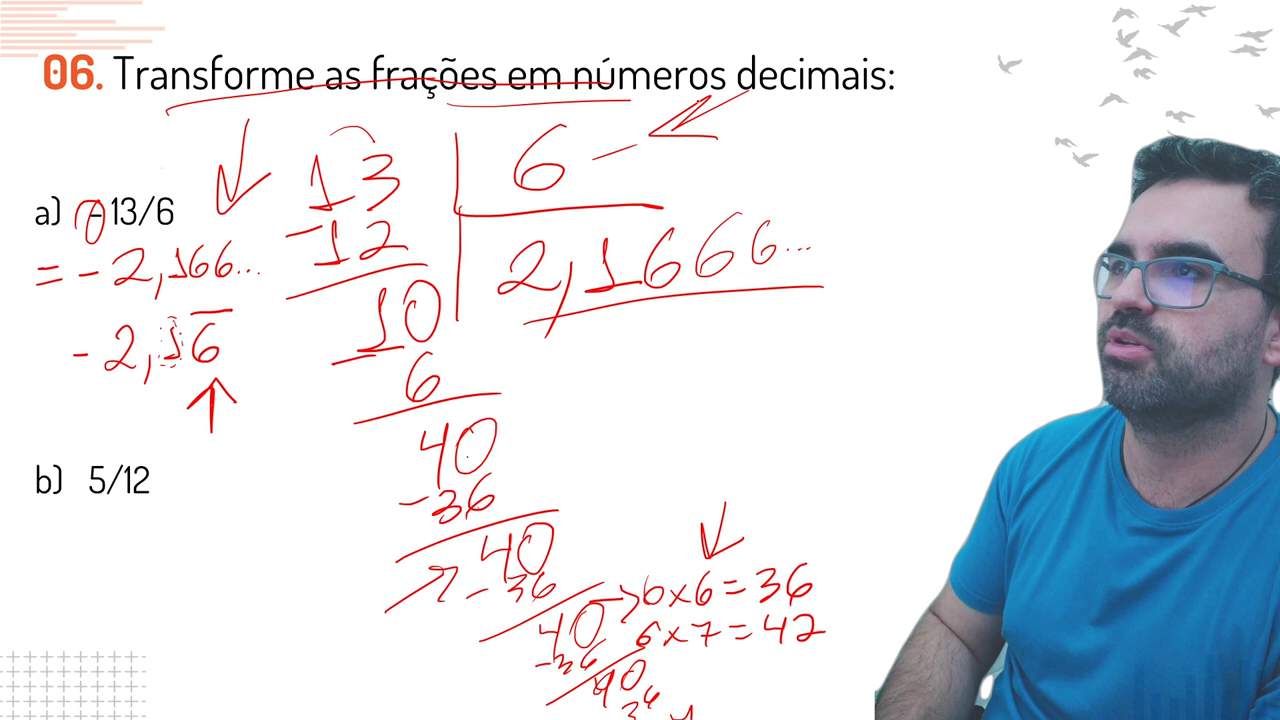 06. Transforme as frações em números decimais:
a) -13/6
= - 2,166...
- 2,16̅
b) 5/12
13 | 6
-12
2,1666...
10
- 6
40
-36
40
-36
40
-36
40
36
6x6=36
6x7=42